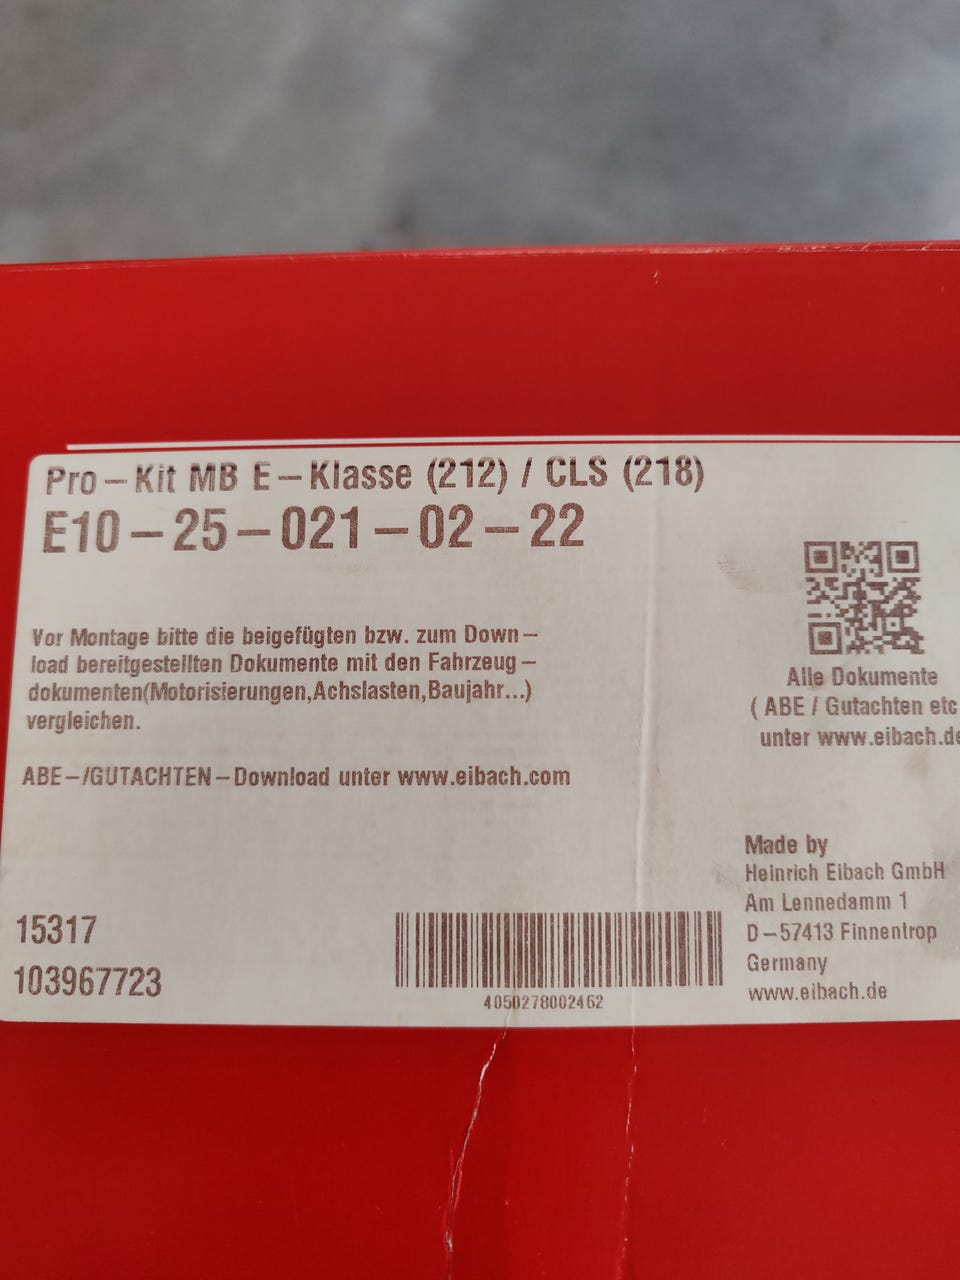 Pro-Kit MB E-Klasse (212) / CLS (218)
E10-25-021-02-22
Vor Montage bitte die beigefügten bzw. zum Down-
load bereitgestellten Dokumente mit den Fahrzeug-
dokumenten(Motorisierungen,Achslasten,Baujahr...)
vergleichen.
ABE-/GUTACHTEN-Download unter www.eibach.com
Alle Dokumente
( ABE / Gutachten etc
unter www.eibach.de
15317
103967723
4050278002462
Made by
Heinrich Eibach GmbH
Am Lennedamm 1
D-57413 Finnentrop
Germany
www.eibach.de